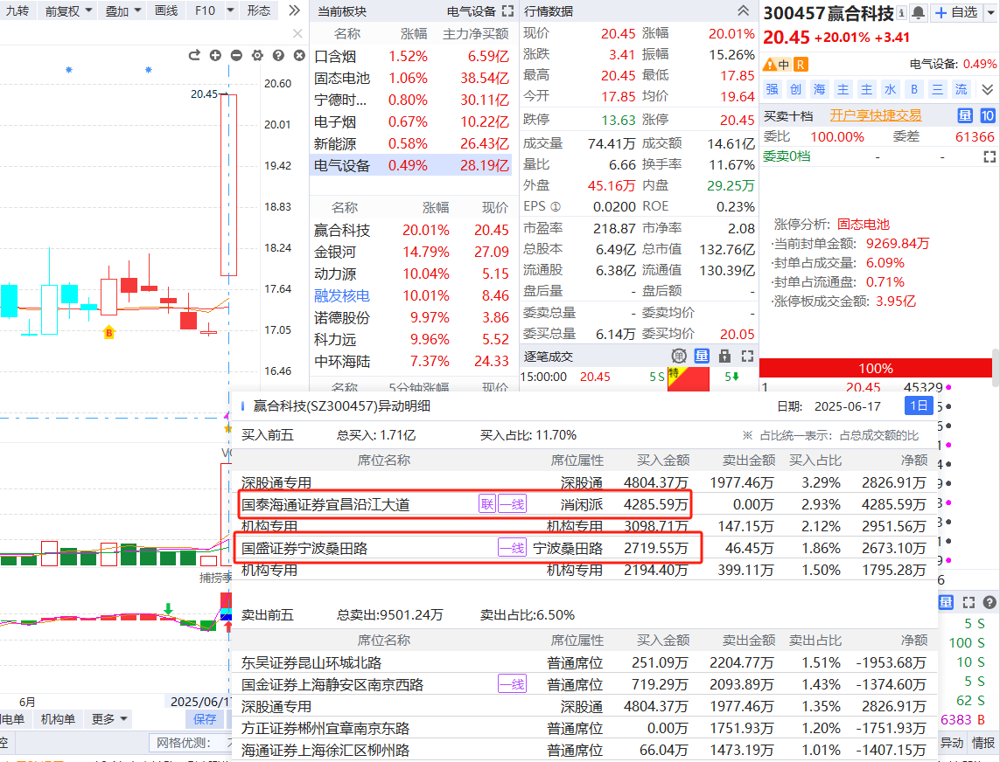 九转 前复权 叠加 画线 F10 形态
20.45
20.60
20.01
19.42
18.83
18.24
17.64
17.05
16.46
B
捕捞季
6月 2025/06/17
机构单 更多 保存
网格优测:
当前板块 电气设备
名称 涨幅 主力净买额
口含烟 1.52% 6.59亿
固态电池 1.06% 38.54亿
宁德时... 0.80% 30.11亿
电子烟 0.67% 10.22亿
新能源 0.58% 26.43亿
电气设备 0.49% 28.19亿
名称 涨幅 现价
赢合科技 20.01% 20.45
金银河 14.79% 27.09
动力源 10.04% 5.15
融发核电 10.01% 8.46
诺德股份 9.97% 3.86
科力远 9.96% 5.52
中环海陆 7.37% 24.33
名称 5分钟涨幅 现价
行情数据
现价 20.45 涨幅 20.01%
涨跌 3.41 振幅 15.26%
最高 20.45 最低 17.85
今开 17.85 均价 19.64
跌停 13.63 涨停 20.45
成交量 74.41万 成交额 14.61亿
量比 6.66 换手率 11.67%
外盘 45.16万 内盘 29.25万
EPS ① 0.0200 ROE 0.23%
市盈率 218.87 市净率 2.08
总股本 6.49亿 总市值 132.76亿
流通股 6.38亿 流通值 130.39亿
盘后量 - 盘后额 -
委卖总量 - 委卖均价 -
委买总量 6.14万 委买均价 20.05
逐笔成交 单 量
15:00:00 20.45 5 S 特 5
300457 赢合科技 自选
20.45 +20.01% +3.41
中 R 电气设备: 0.49%
强 创 海 主 主 水 B 三 流
买卖十档 开户享快捷交易 量 10
委比 100.00% 委差 61366
委卖0档 - -
涨停分析: 固态电池
·当前封单金额: 9269.84万
·封单占成交量: 6.09%
·封单占流通盘: 0.71%
·涨停板成交金额: 3.95亿
100%
1 20.45 45329
赢合科技(SZ300457)异动明细 日期: 2025-06-17 1日
买入前五 总买入: 1.71亿 买入占比: 11.70% ※ 占比统一表示: 占总成交额的比
席位名称 席位属性 买入金额 卖出金额 买入占比 净额
深股通专用 深股通 4804.37万 1977.46万 3.29% 2826.91万
国泰海通证券宜昌沿江大道 联 一线 消闲派 4285.59万 0.00万 2.93% 4285.59万
机构专用 机构专用 3098.71万 147.15万 2.12% 2951.56万
国盛证券宁波桑田路 一线 宁波桑田路 2719.55万 46.45万 1.86% 2673.10万
机构专用 机构专用 2194.40万 399.11万 1.50% 1795.28万
卖出前五 总卖出:9501.24万 卖出占比:6.50%
席位名称 席位属性 买入金额 卖出金额 卖出占比 净额
东吴证券昆山环城北路 普通席位 251.09万 2204.77万 1.51% -1953.68万
国金证券上海静安区南京西路 一线 普通席位 719.29万 2093.89万 1.43% -1374.60万
深股通专用 深股通 4804.37万 1977.46万 1.35% 2826.91万
方正证券郴州宜章南京东路 普通席位 0.00万 1751.93万 1.20% -1751.93万
海通证券上海徐汇区柳州路 普通席位 66.04万 1473.19万 1.01% -1407.15万
量
5 S
100 S
10 S
5 S
62 S
6383 B
异动 情报